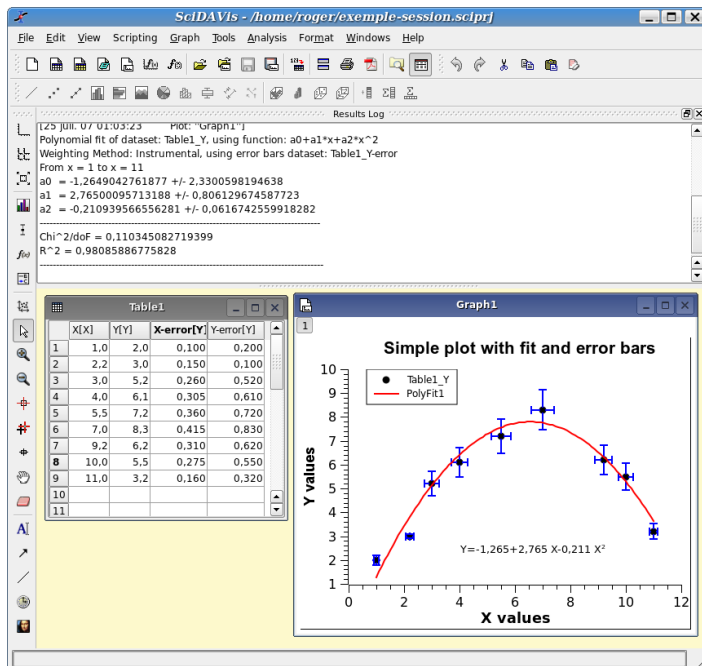 SciDAVis - /home/roger/exemple-session.sciprj
File Edit View Scripting Graph Tools Analysis Format Windows Help
Results Log
[25 juil. 07 01:03:23 Plot: "Graph1"]
Polynomial fit of dataset: Table1_Y, using function: a0+a1*x+a2*x^2
Weighting Method: Instrumental, using error bars dataset: Table1_Y-error
From x = 1 to x = 11
a0 = -1,2649042761877 +/- 2,3300598194638
a1 = 2,76500095713188 +/- 0,806129674587723
a2 = -0,210939566556281 +/- 0,0616742559918282
--------------------------------------------------------------------------------------
Chi^2/doF = 0,110345082719399
R^2 = 0,98085886775828
---------------------------------------------------------------------------------------
Table1
X[X] Y[Y] X-error[Y] Y-error[Y]
1 1,0 2,0 0,100 0,200
2 2,2 3,0 0,150 0,100
3 3,0 5,2 0,260 0,520
4 4,0 6,1 0,305 0,610
5 5,5 7,2 0,360 0,720
6 7,0 8,3 0,415 0,830
7 9,2 6,2 0,310 0,620
8 10,0 5,5 0,275 0,550
9 11,0 3,2 0,160 0,320
10
11
Graph1
1
Simple plot with fit and error bars
Table1_Y
PolyFit1
10
9
8
7
6
5
4
3
2
1
Y values
Y=-1,265+2,765 X-0,211 X²
0 2 4 6 8 10 12
X values